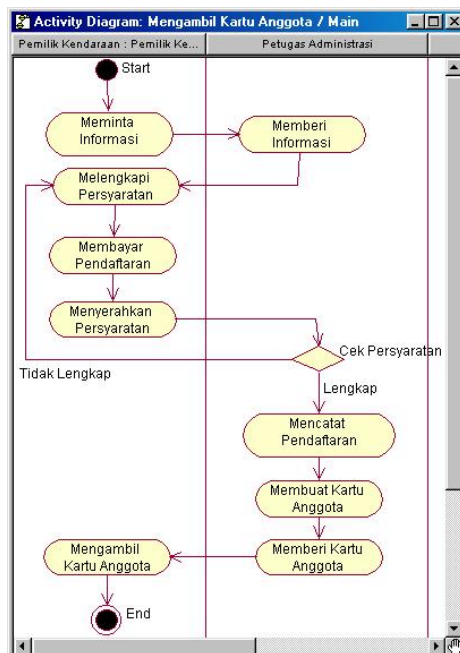 Activity Diagram: Mengambil Kartu Anggota / Main
Pemilik Kendaraan : Pemilik Ke...
Petugas Administrasi
Start
Meminta
Informasi
Memberi
Informasi
Melengkapi
Persyaratan
Membayar
Pendaftaran
Menyerahkan
Persyaratan
Cek Persyaratan
Tidak Lengkap
Lengkap
Mencatat
Pendaftaran
Membuat Kartu
Anggota
Memberi Kartu
Anggota
Mengambil
Kartu Anggota
End